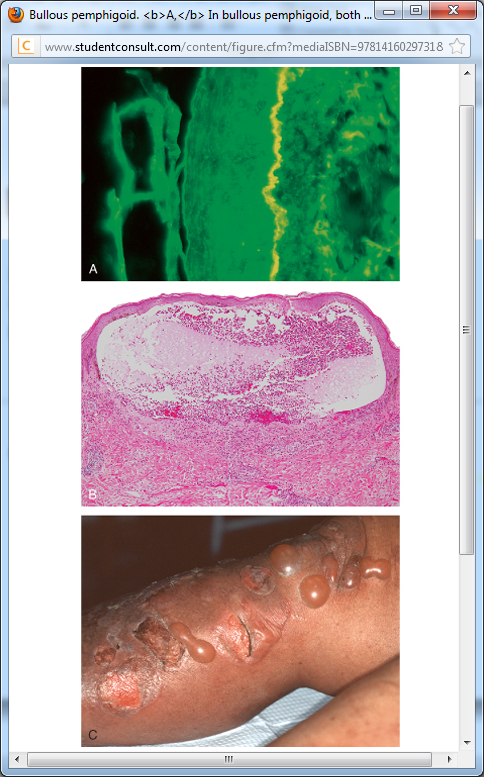 Bullous pemphigoid. <b>A,</b> In bullous pemphigoid, both ...
www.studentconsult.com/content/figure.cfm?mediaISBN=97814160297318
A
B
C